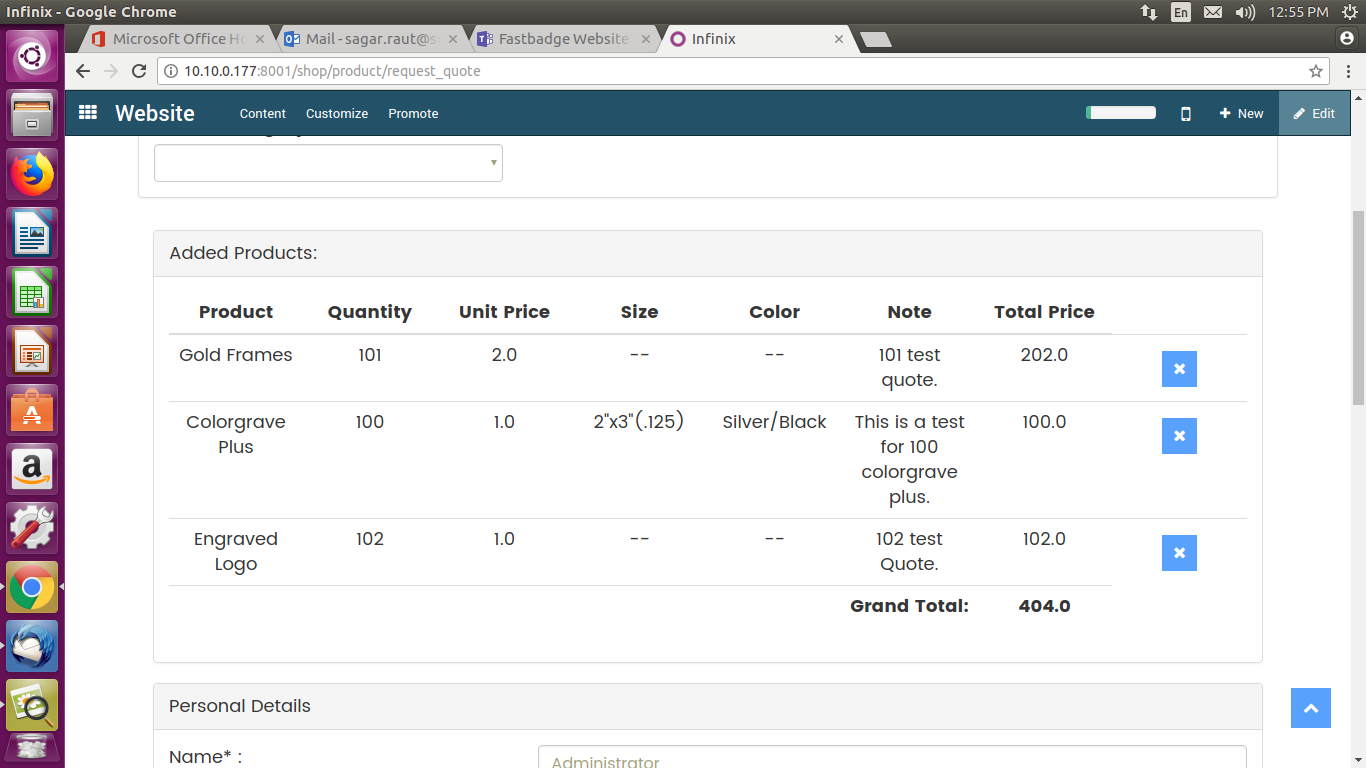 Infinix - Google Chrome
En
12:55 PM
Microsoft Office Ho
Mail - sagar.raut@s
Fastbadge Website
Infinix
10.10.0.177:8001/shop/product/request_quote
Website
Content
Customize
Promote
New
Edit
Added Products:
Product Quantity Unit Price Size Color Note Total Price
Gold Frames 101 2.0 -- -- 101 test 202.0
quote.
Colorgrave 100 1.0 2"x3"(.125) Silver/Black This is a test 100.0
Plus for 100
colorgrave
plus.
Engraved 102 1.0 -- -- 102 test 102.0
Logo Quote.
Grand Total: 404.0
Personal Details
Name* :
Administrator